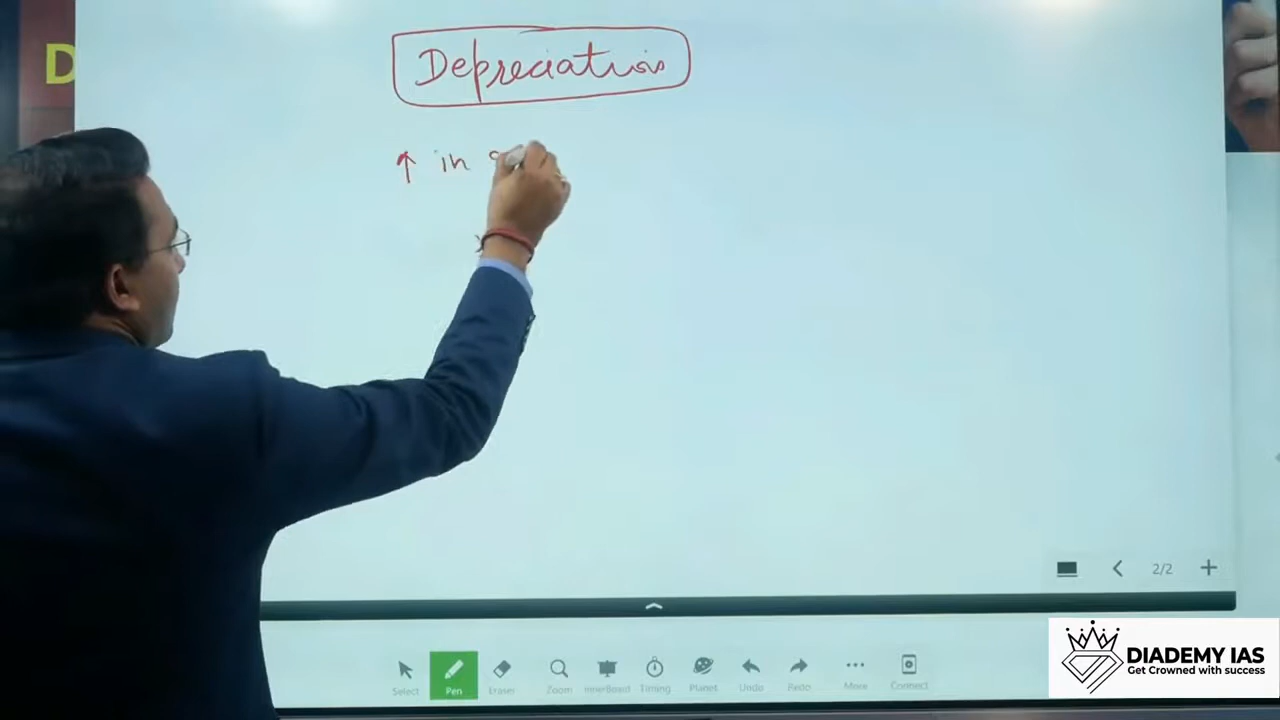 D
Depreciation
↑ in
2/2
Select
Pen
Eraser
Zoom
InnerBoard
Timing
Planet
Undo
Redo
More
Connect
DIADEMY IAS
Get Crowned with success